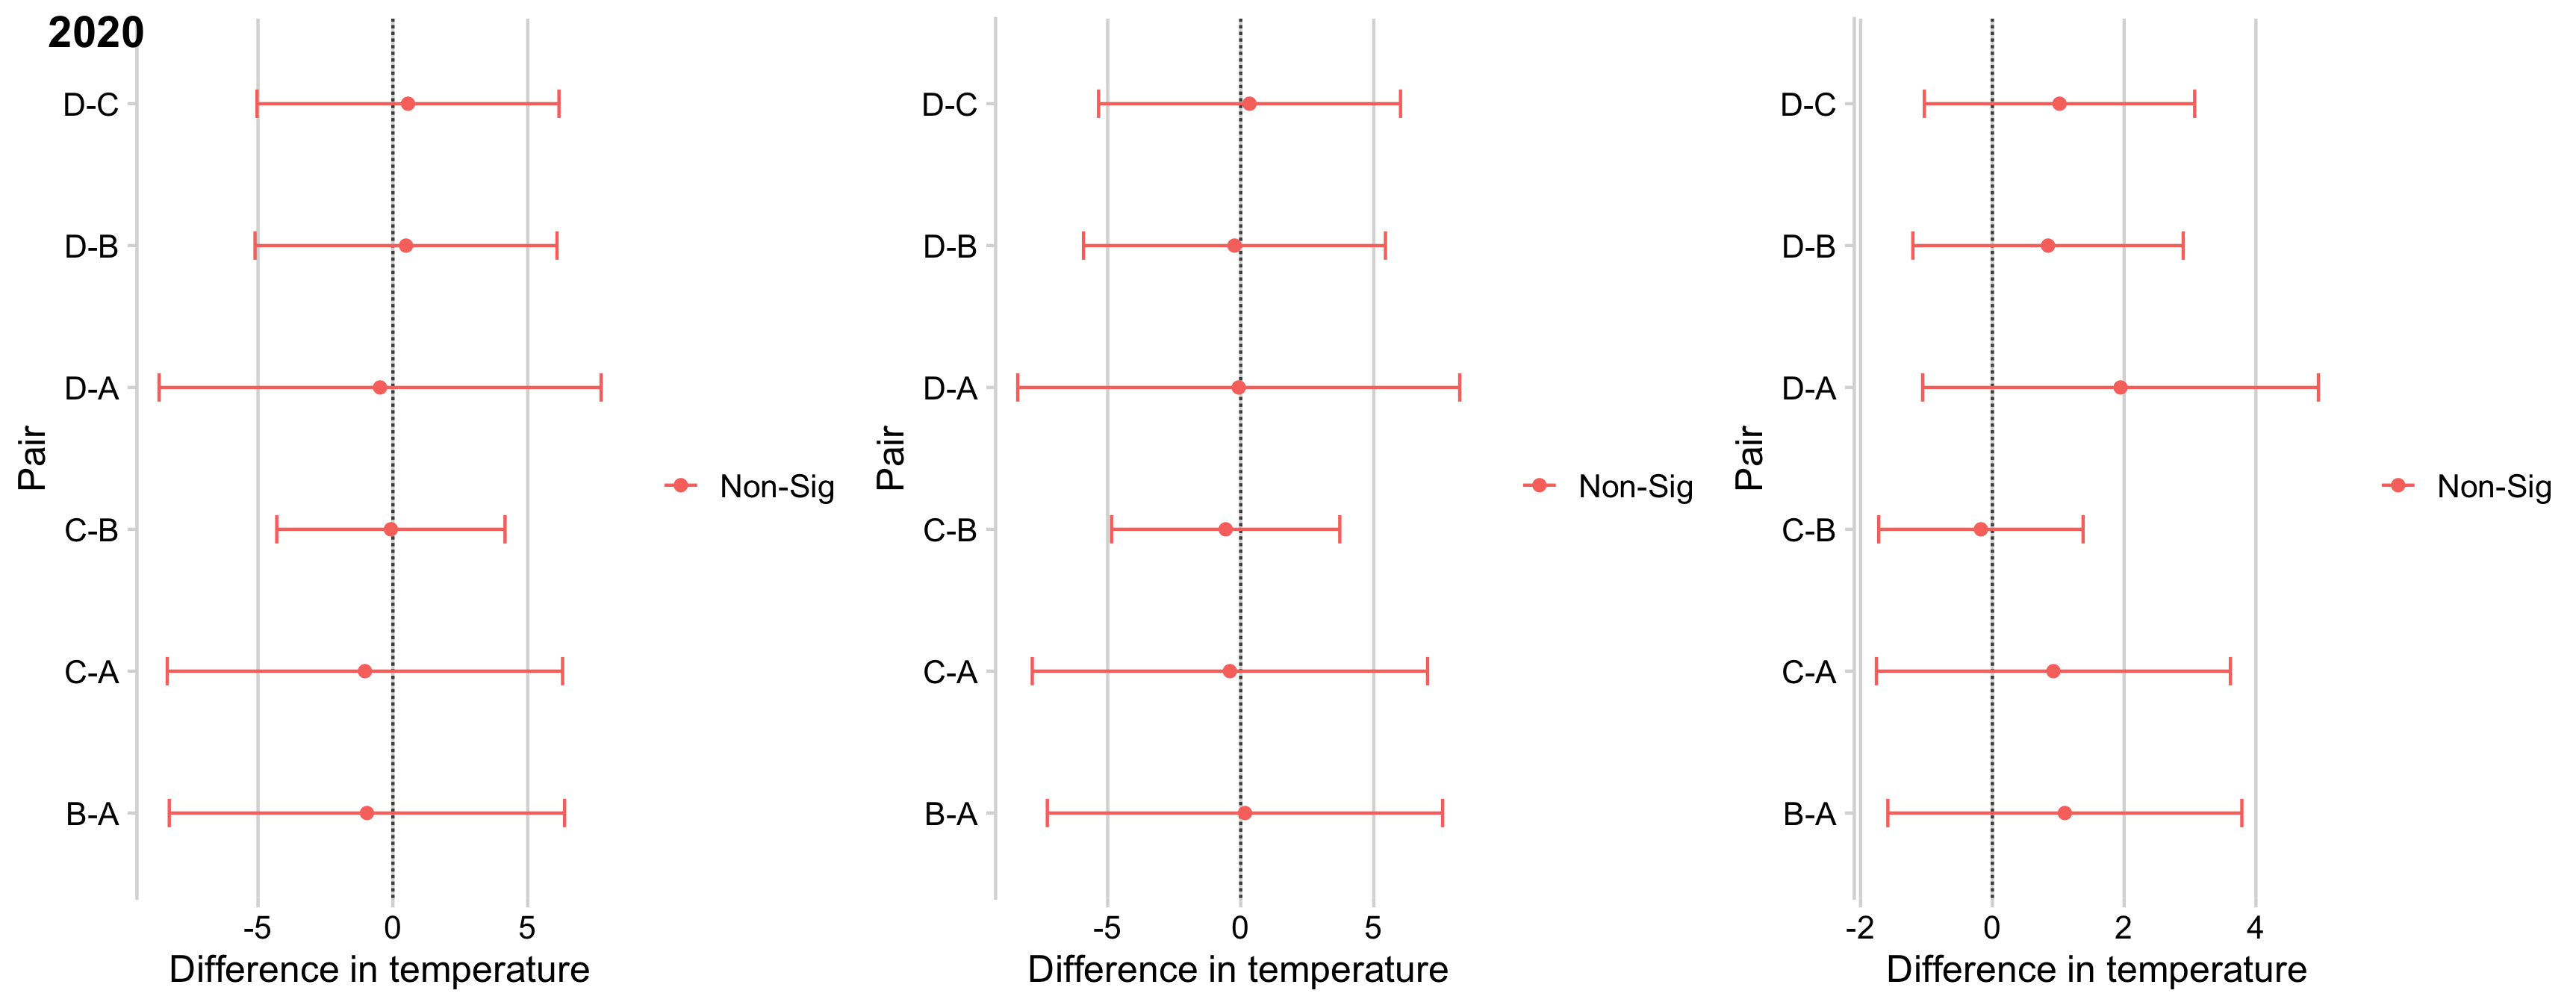 2020
D-C
D-B
D-A
C-B
C-A
B-A
Pair
-5 0 5
Difference in temperature
Non-Sig
D-C
D-B
D-A
C-B
C-A
B-A
Pair
-5 0 5
Difference in temperature
Non-Sig
D-C
D-B
D-A
C-B
C-A
B-A
Pair
-2 0 2 4
Difference in temperature
Non-Sig